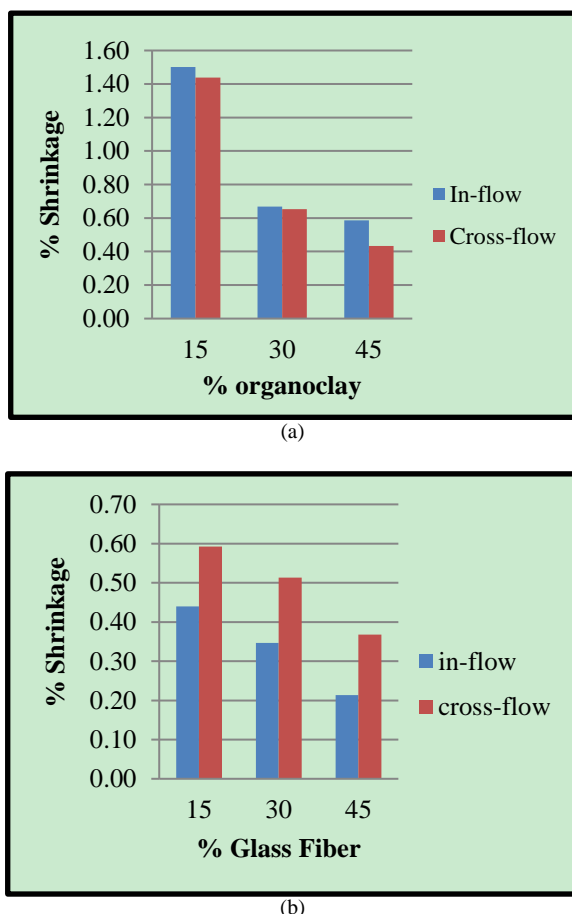 1.60
1.40
1.20
1.00
0.80
0.60
0.40
0.20
0.00
% Shrinkage
15 30 45
% organoclay
In-flow
Cross-flow
(a)
0.70
0.60
0.50
0.40
0.30
0.20
0.10
0.00
% Shrinkage
15 30 45
% Glass Fiber
in-flow
cross-flow
(b)